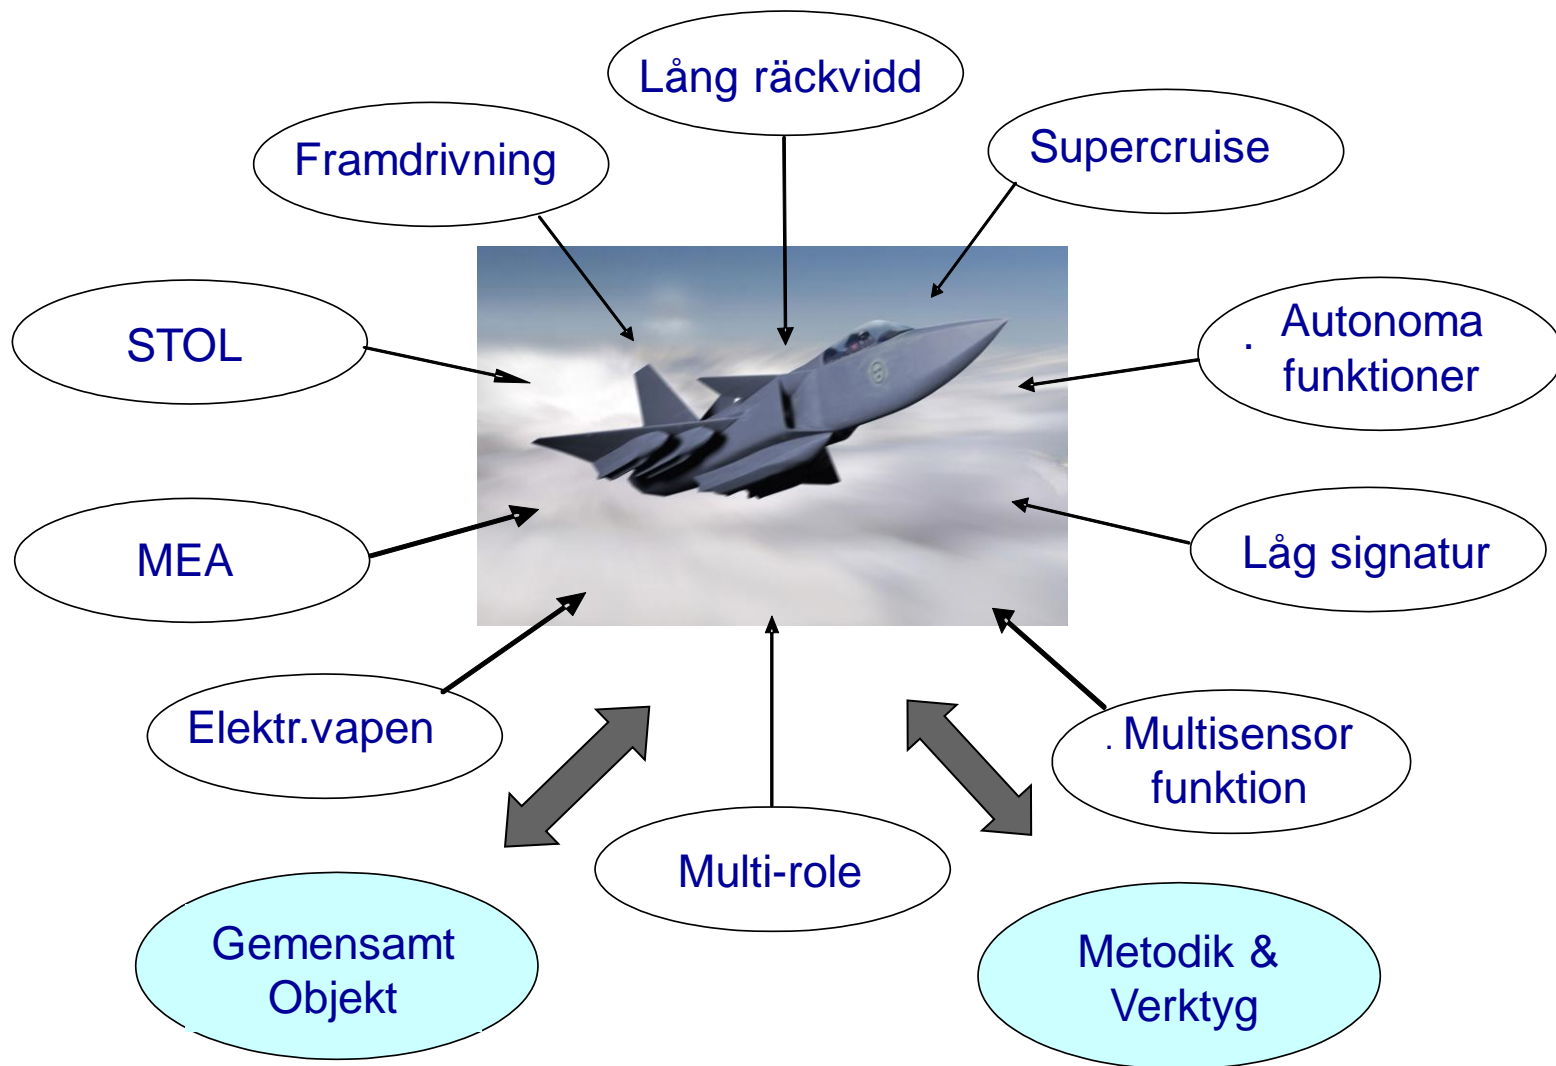 Lång räckvidd
Framdrivning
Supercruise
STOL
. Autonoma
funktioner
MEA
Låg signatur
Elektr.vapen
. Multisensor
funktion
Multi-role
Gemensamt
Objekt
Metodik &
Verktyg